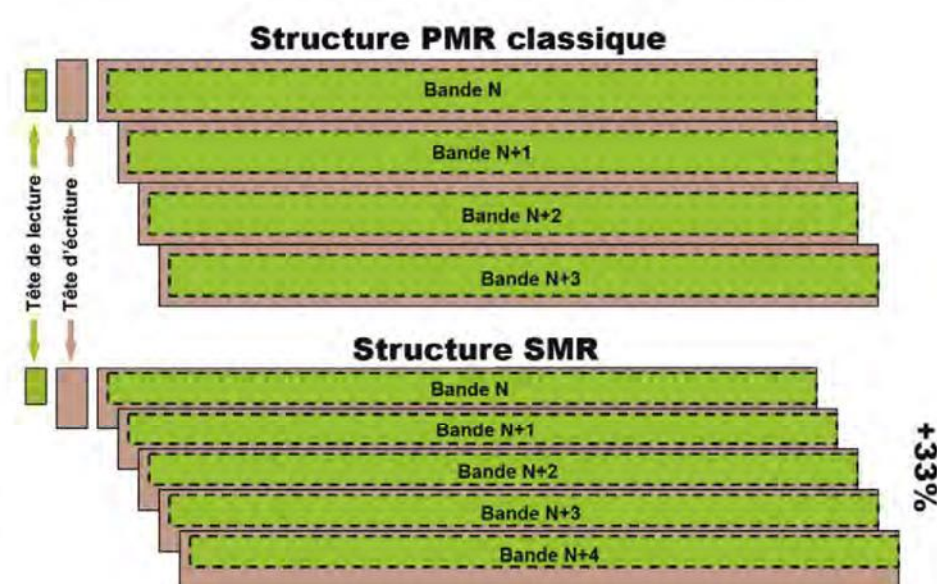 Structure PMR classique
Bande N
Bande N+1
Bande N+2
Bande N+3
Tête de lecture
Tête d'écriture
Structure SMR
Bande N
Bande N+1
Bande N+2
Bande N+3
Bande N+4
+33%